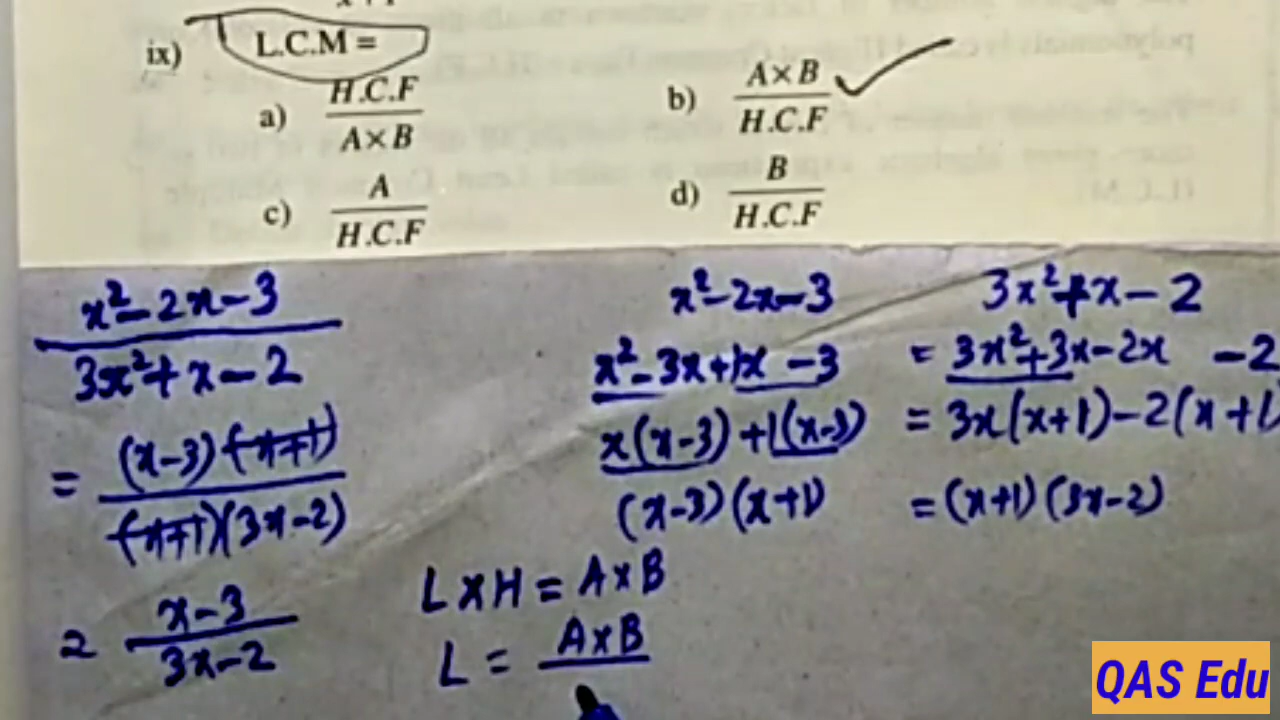 ix) L.C.M =
a) H.C.F / A×B
b) A×B / H.C.F
c) A / H.C.F
d) B / H.C.F
x² - 2x - 3 / 3x² + x - 2
= (x-3)(x+1) / (x+1)(3x-2)
= x-3 / 3x-2
x² - 2x - 3
x² - 3x + 1x - 3
x(x-3) + 1(x-3)
(x-3)(x+1)
3x² + x - 2
= 3x² + 3x - 2x - 2
= 3x(x+1) - 2(x+1)
= (x+1)(3x-2)
L×H = A×B
L = A×B
QAS Edu